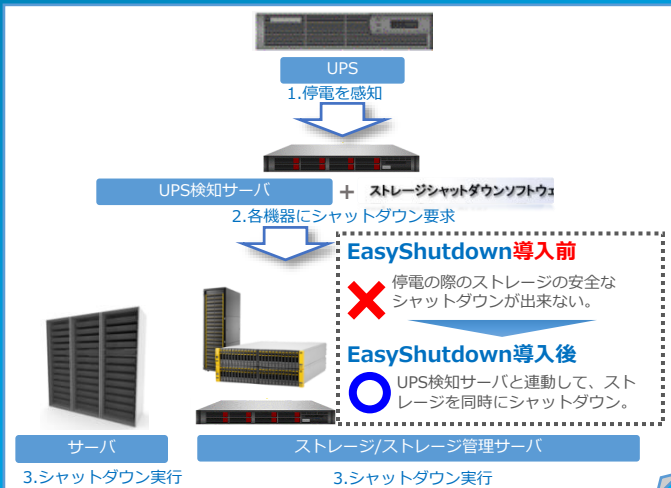 UPS
1.停電を感知
UPS検知サーバ
+
ストレージシャットダウンソフトウェ
2.各機器にシャットダウン要求
EasyShutdown導入前
停電の際のストレージの安全な
シャットダウンが出来ない。
EasyShutdown導入後
UPS検知サーバと連動して、スト
レージを同時にシャットダウン。
サーバ
ストレージ/ストレージ管理サーバ
3.シャットダウン実行
3.シャットダウン実行